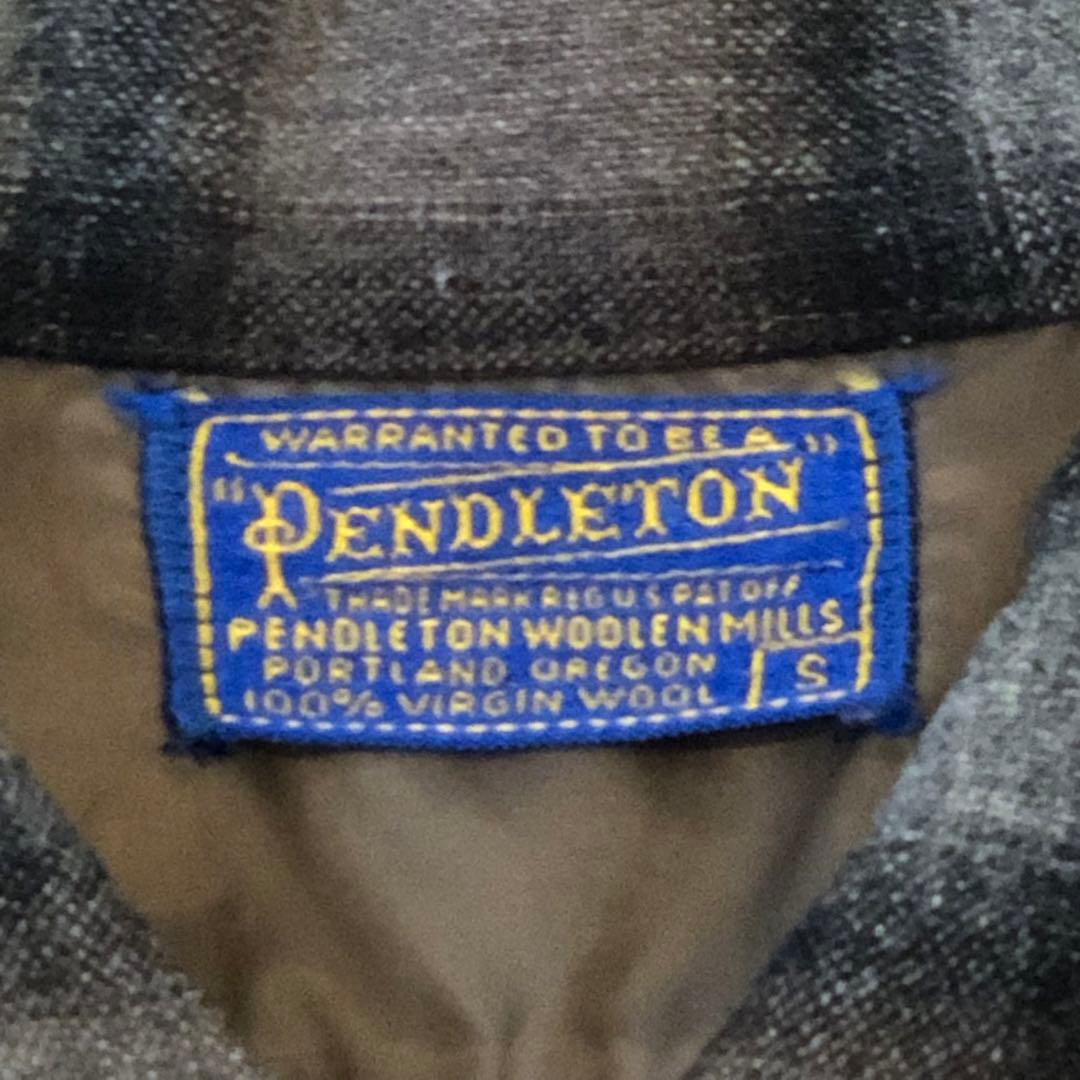 WARRANTED TO BE A
"PENDLETON"
TRADE MARK REG U.S. PAT OFF
PENDLETON WOOLEN MILLS
PORTLAND, OREGON
100% VIRGIN WOOL
S